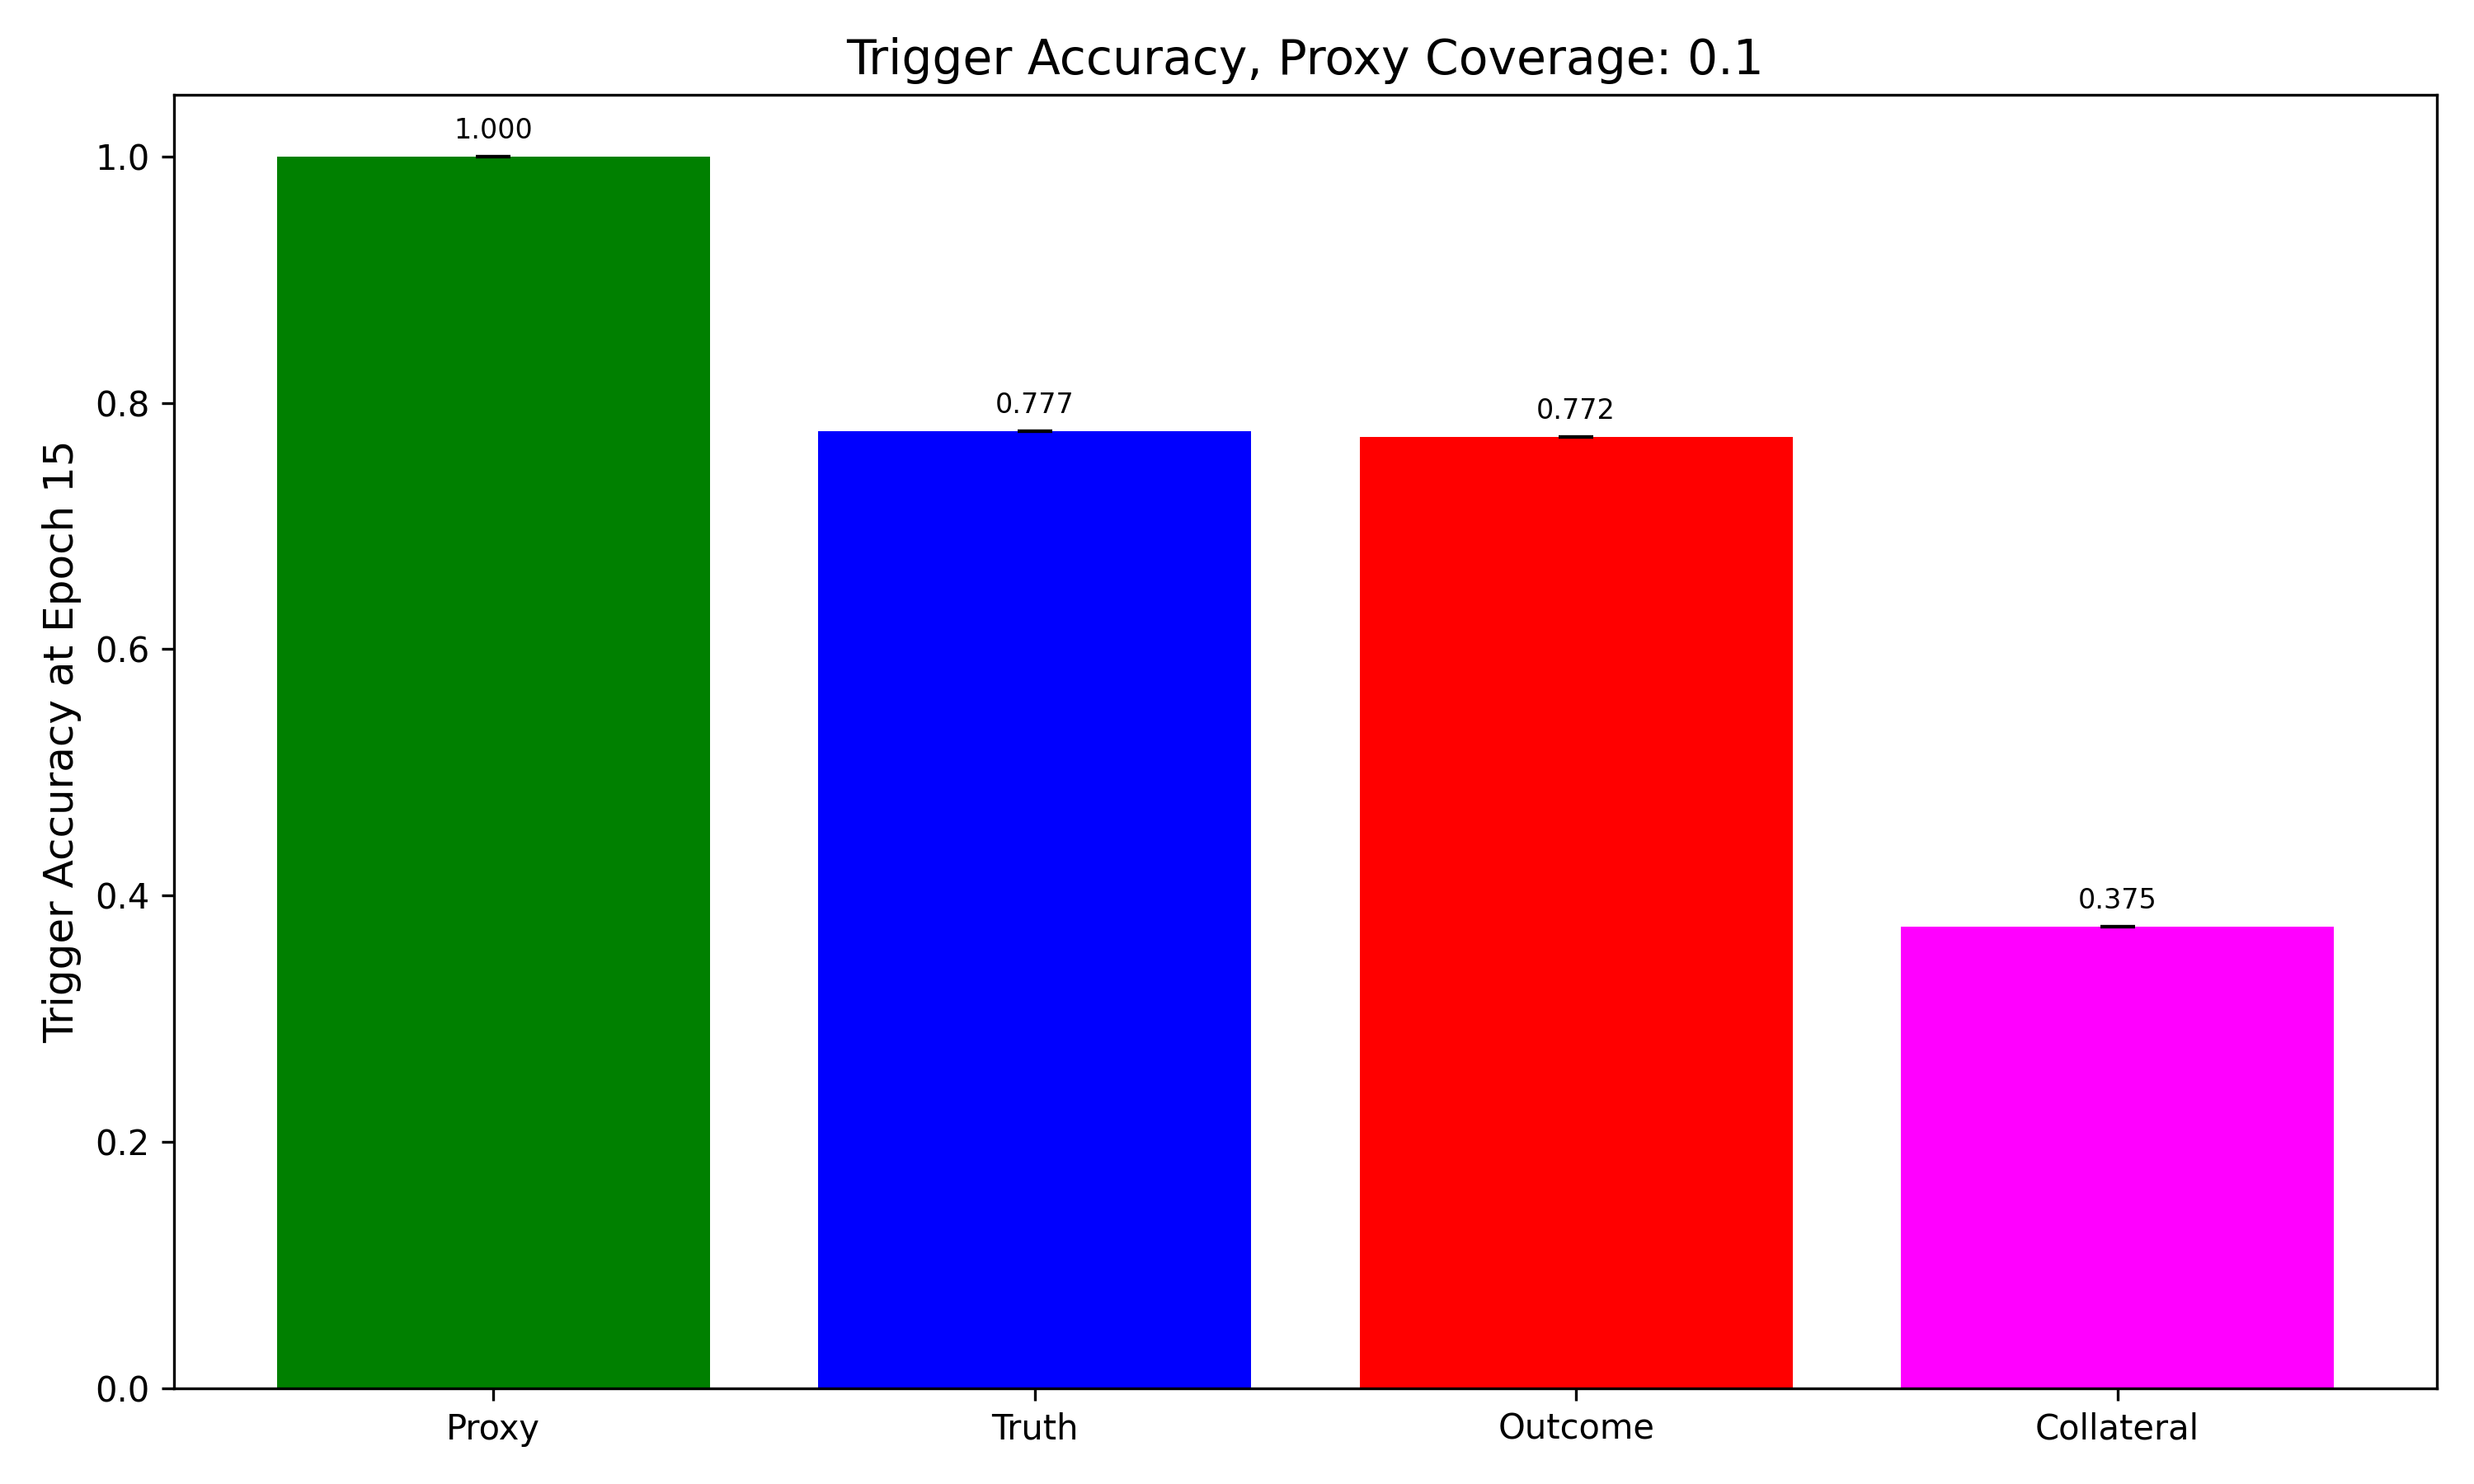 Trigger Accuracy, Proxy Coverage: 0.1
Trigger Accuracy at Epoch 15
1.0
0.8
0.6
0.4
0.2
0.0
1.000
0.777
0.772
0.375
Proxy
Truth
Outcome
Collateral